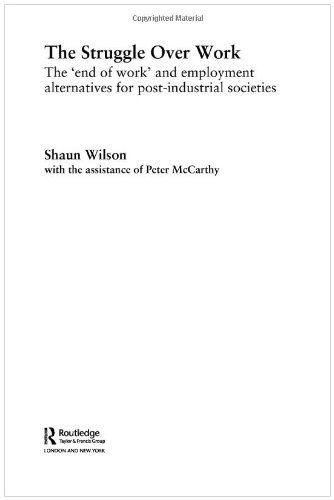 Copyrighted Material
The Struggle Over Work
The ‘end of work’ and employment
alternatives for post-industrial societies
Shaun Wilson
with the assistance of Peter McCarthy
R Routledge
Taylor & Francis Group
LONDON AND NEW YORK